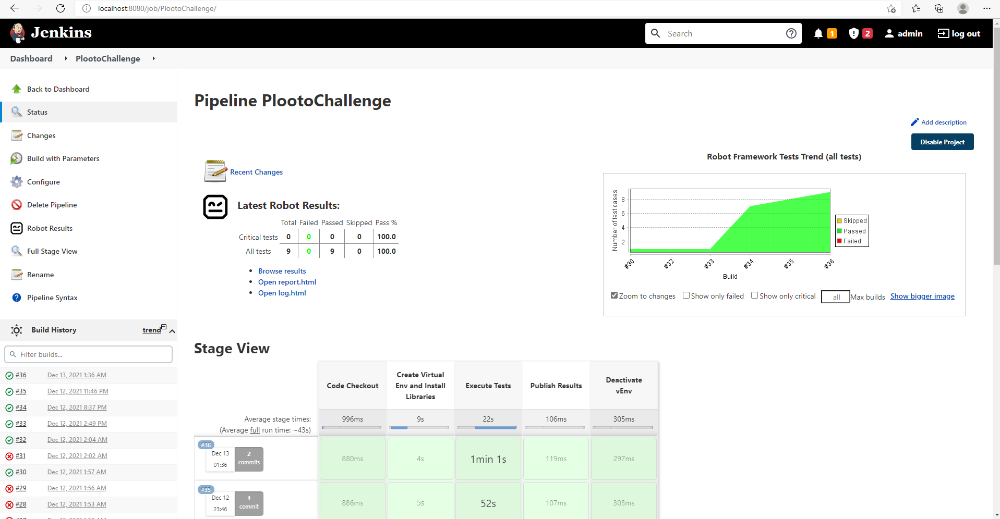 localhost:8080/job/PlootoChallenge/
Jenkins
Search
1
2
admin
log out
Dashboard
PlootoChallenge
Back to Dashboard
Status
Changes
Build with Parameters
Configure
Delete Pipeline
Robot Results
Full Stage View
Rename
Pipeline Syntax
Build History
trend
Filter builds...
#36 Dec 13, 2021 1:36 AM
#35 Dec 12, 2021 11:46 PM
#34 Dec 12, 2021 8:37 PM
#33 Dec 12, 2021 2:49 PM
#32 Dec 12, 2021 2:04 AM
#31 Dec 12, 2021 2:02 AM
#30 Dec 12, 2021 1:57 AM
#29 Dec 12, 2021 1:56 AM
#28 Dec 12, 2021 1:53 AM
Pipeline PlootoChallenge
Add description
Disable Project
Recent Changes
Latest Robot Results:
Total Failed Passed Skipped Pass %
Critical tests 0 0 0 0 100.0
All tests 9 0 9 0 100.0
Browse results
Open report.html
Open log.html
Robot Framework Tests Trend (all tests)
Number of test cases
8
6
4
2
#30 #32 #33 #34 #35 #36
Build
Skipped
Passed
Failed
Zoom to changes Show only failed Show only critical all Max builds Show bigger image
Stage View
Code Checkout
Create Virtual
Env and Install
Libraries
Execute Tests
Publish Results
Deactivate
vEnv
Average stage times:
(Average full run time: ~43s)
996ms 9s 22s 106ms 305ms
#36
Dec 13
01:36
2
commits
880ms 4s 1min 1s 119ms 297ms
#35
Dec 12
23:46
1
commit
886ms 5s 52s 107ms 303ms